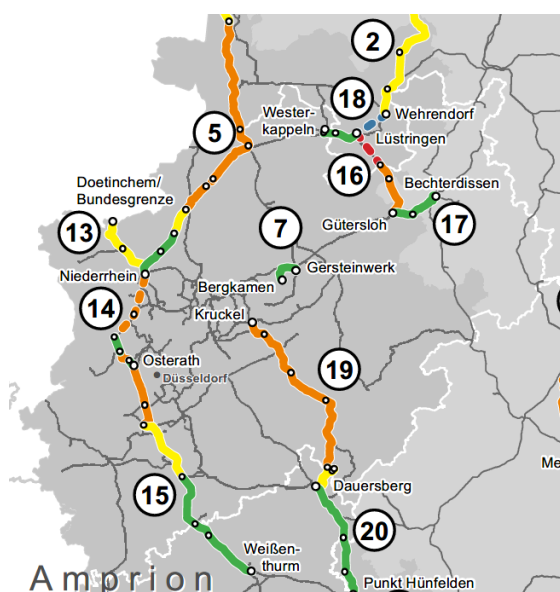 2
18
Wester-
kappeln
Wehrendorf
5
Lüstringen
16
Doetinchem/
Bundesgrenze
Bechterdissen
7
13
Gütersloh
17
Niederrhein
Gersteinwerk
Bergkamen
14
Kruckel
Osterath
Düsseldorf
19
Me
Dauersberg
15
20
Weißen-
thurm
Amprion
Punkt Hünfelden